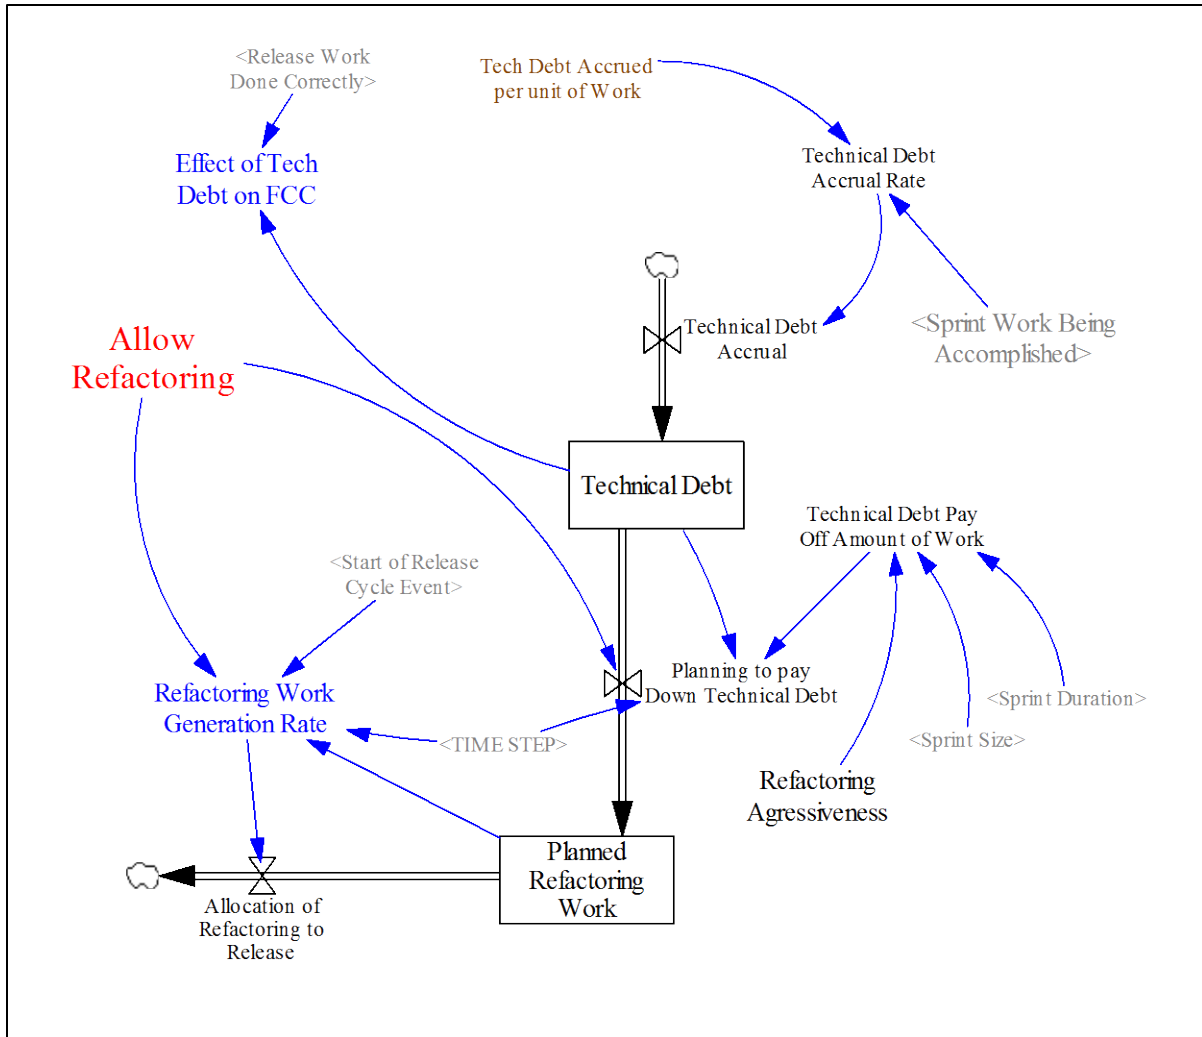 <Release Work
Done Correctly>
Tech Debt Accrued
per unit of Work
Effect of Tech
Debt on FCC
Technical Debt
Accrual Rate
Technical Debt
Accrual
<Sprint Work Being
Accomplished>
Allow
Refactoring
Technical Debt
Technical Debt Pay
Off Amount of Work
<Start of Release
Cycle Event>
Refactoring Work
Generation Rate
Planning to pay
Down Technical Debt
<Sprint Duration>
<TIME STEP>
<Sprint Size>
Refactoring
Agressiveness
Planned
Refactoring
Work
Allocation of
Refactoring to
Release